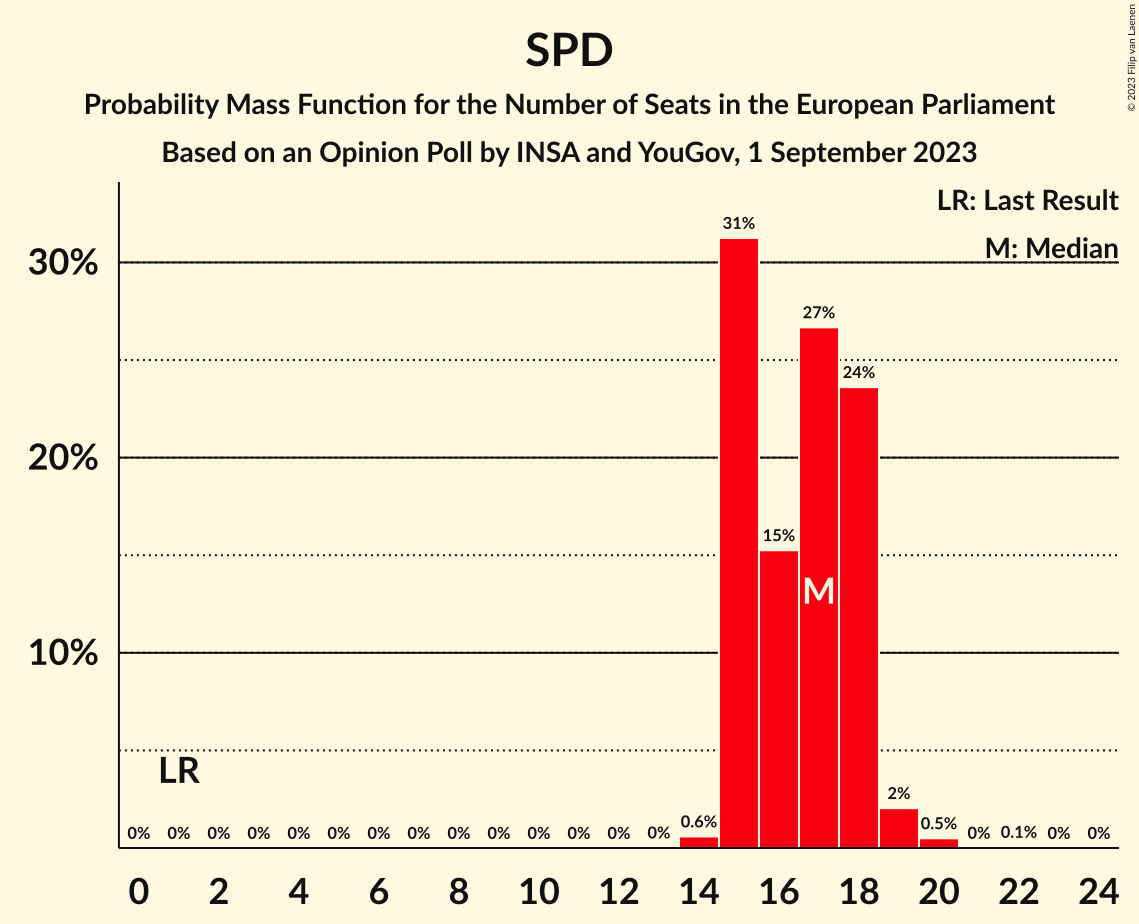 SPD
Probability Mass Function for the Number of Seats in the European Parliament
Based on an Opinion Poll by INSA and YouGov, 1 September 2023
© 2023 Filip van Laenen
LR: Last Result
M: Median
30%
20%
10%
31%
27%
24%
15%
M
LR
0% 0% 0% 0% 0% 0% 0% 0% 0% 0% 0% 0% 0% 0% 0.6% 2% 0.5% 0% 0.1% 0% 0%
0 2 4 6 8 10 12 14 16 18 20 22 24